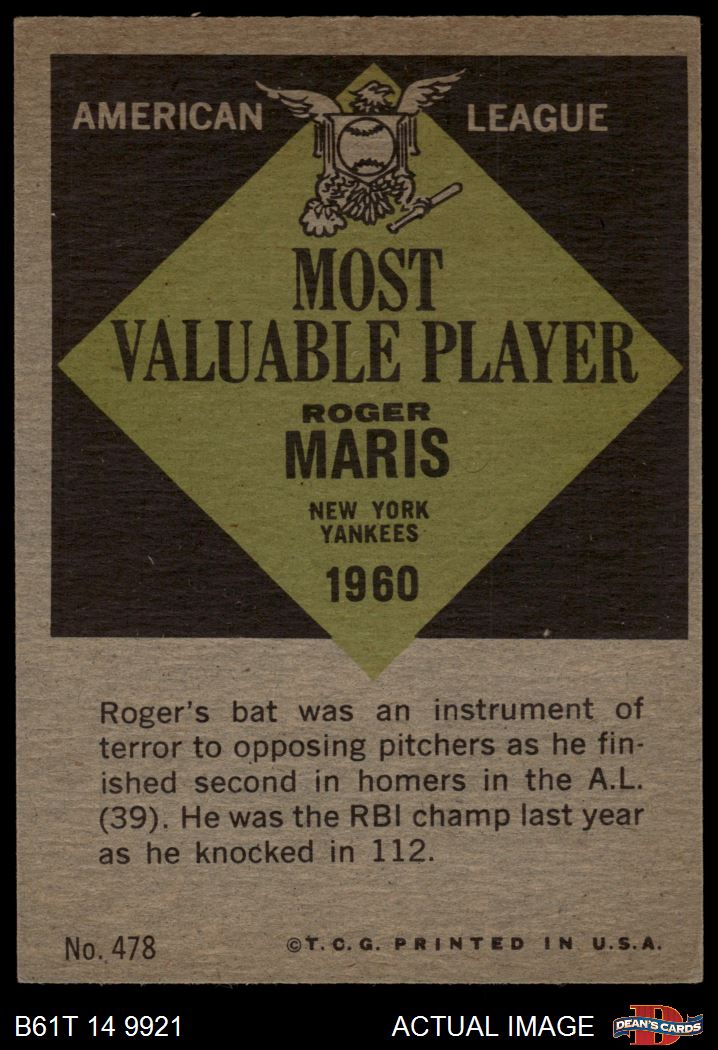 AMERICAN LEAGUE
MOST
VALUABLE PLAYER
ROGER
MARIS
NEW YORK
YANKEES
1960
Roger's bat was an instrument of
terror to opposing pitchers as he fin-
ished second in homers in the A.L.
(39). He was the RBI champ last year
as he knocked in 112.
No. 478 ©T.C.G. PRINTED IN U.S.A.
B61T 14 9921 ACTUAL IMAGE DEAN'S CARDS